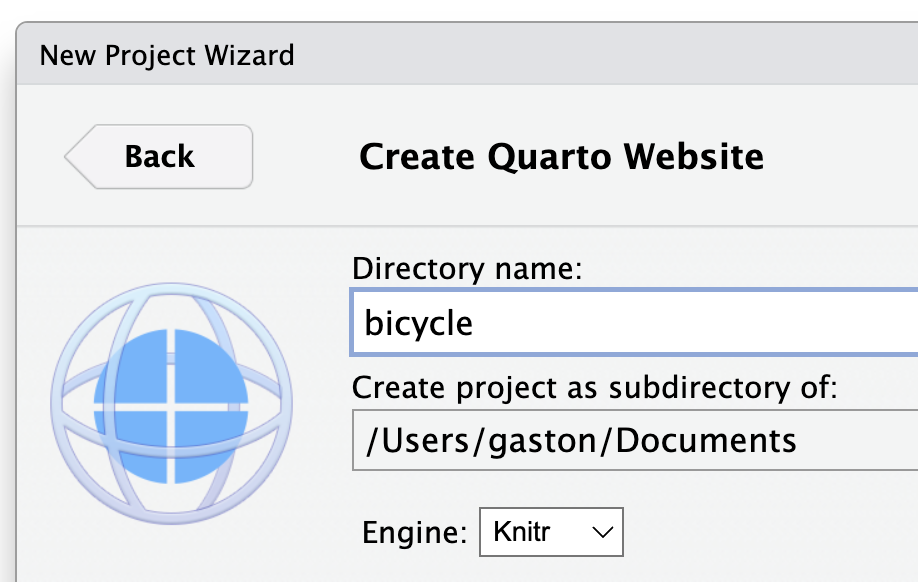 New Project Wizard
Back
Create Quarto Website
Directory name:
bicycle
Create project as subdirectory of:
/Users/gaston/Documents
Engine: Knitr